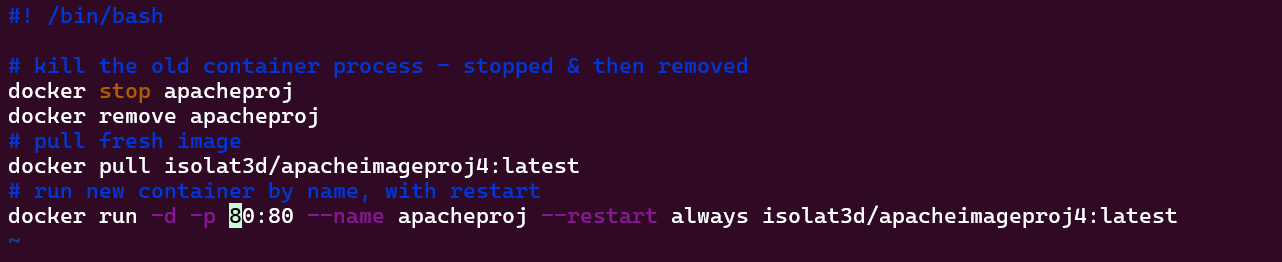 #! /bin/bash
# kill the old container process - stopped & then removed
docker stop apacheproj
docker remove apacheproj
# pull fresh image
docker pull isolat3d/apacheimageproj4:latest
# run new container by name, with restart
docker run -d -p 80:80 --name apacheproj --restart always isolat3d/apacheimageproj4:latest
~